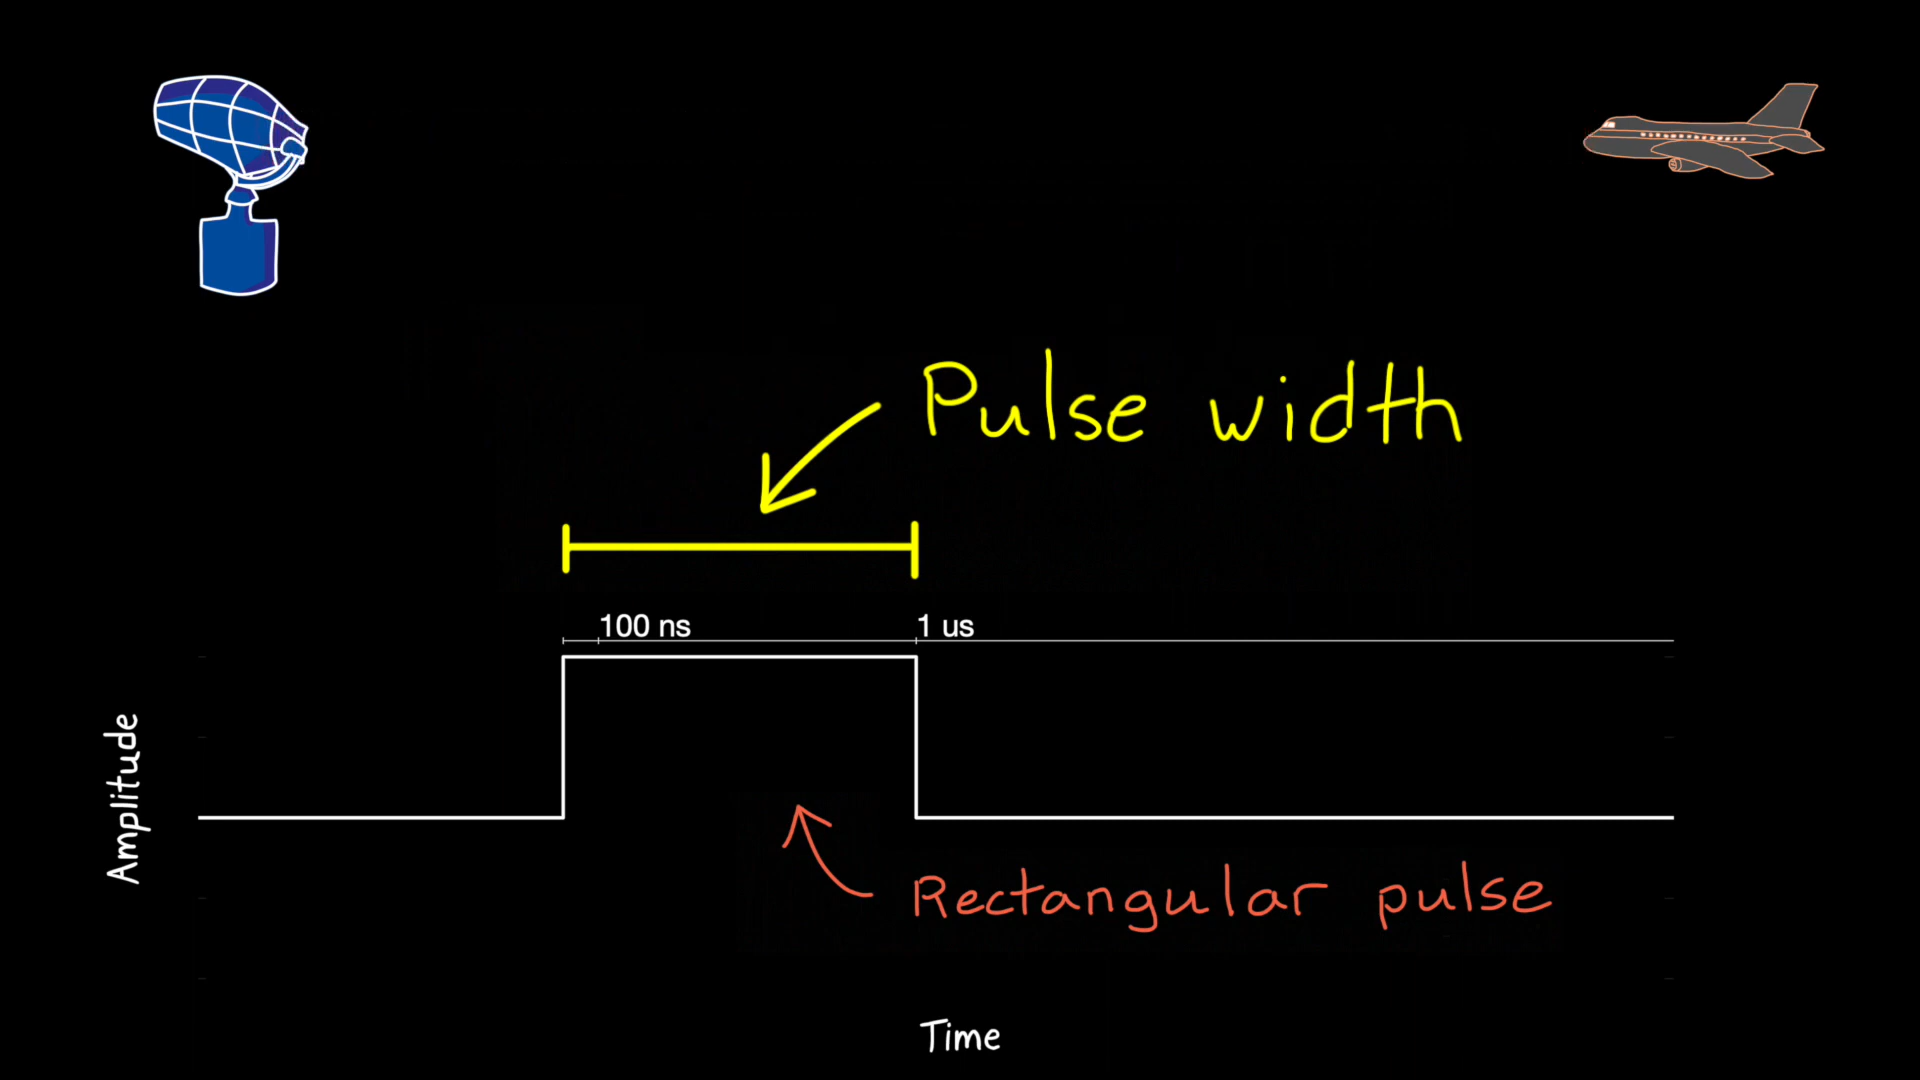 Pulse width
100 ns
1 us
Amplitude
Rectangular pulse
Time